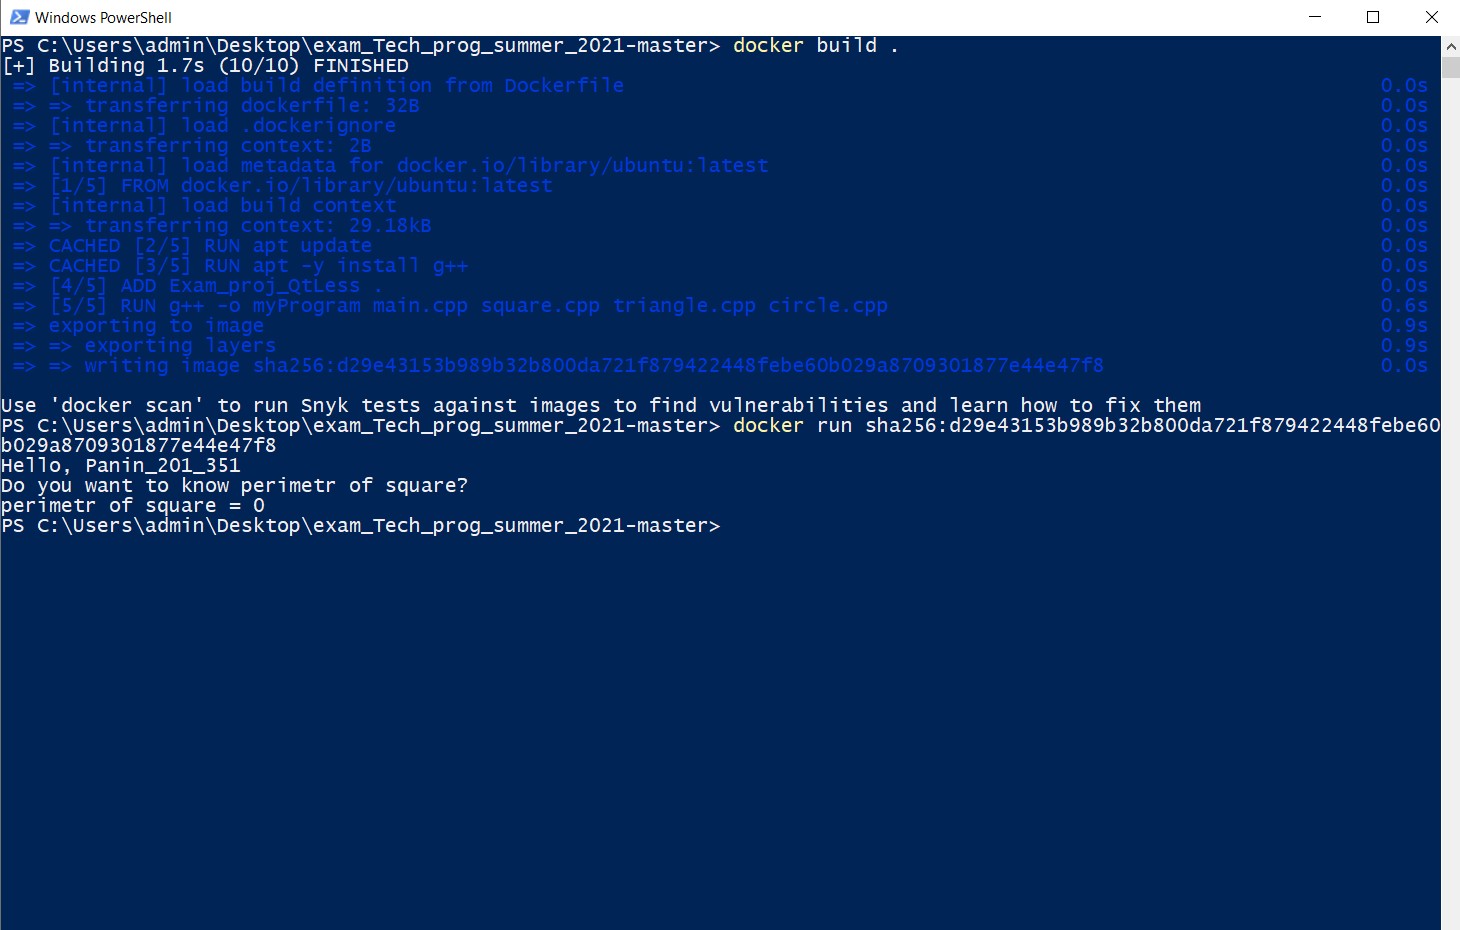 Windows PowerShell
PS C:\Users\admin\Desktop\exam_Tech_prog_summer_2021-master> docker build .
[+] Building 1.7s (10/10) FINISHED
=> [internal] load build definition from Dockerfile 0.0s
=> => transferring dockerfile: 32B 0.0s
=> [internal] load .dockerignore 0.0s
=> => transferring context: 2B 0.0s
=> [internal] load metadata for docker.io/library/ubuntu:latest 0.0s
=> [1/5] FROM docker.io/library/ubuntu:latest 0.0s
=> [internal] load build context 0.0s
=> => transferring context: 29.18kB 0.0s
=> CACHED [2/5] RUN apt update 0.0s
=> CACHED [3/5] RUN apt -y install g++ 0.0s
=> [4/5] ADD Exam_proj_QtLess . 0.0s
=> [5/5] RUN g++ -o myProgram main.cpp square.cpp triangle.cpp circle.cpp 0.6s
=> exporting to image 0.9s
=> => exporting layers 0.9s
=> => writing image sha256:d29e43153b989b32b800da721f879422448febe60b029a8709301877e44e47f8 0.0s
Use 'docker scan' to run Snyk tests against images to find vulnerabilities and learn how to fix them
PS C:\Users\admin\Desktop\exam_Tech_prog_summer_2021-master> docker run sha256:d29e43153b989b32b800da721f879422448febe60
b029a8709301877e44e47f8
Hello, Panin_201_351
Do you want to know perimetr of square?
perimetr of square = 0
PS C:\Users\admin\Desktop\exam_Tech_prog_summer_2021-master>